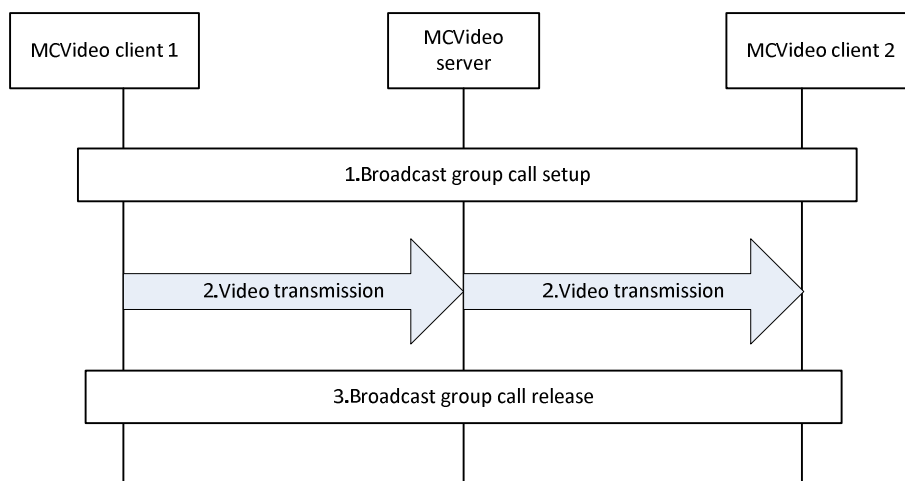 MCVideo client 1
MCVideo
server
MCVideo client 2
1.Broadcast group call setup
2.Video transmission
2.Video transmission
3.Broadcast group call release